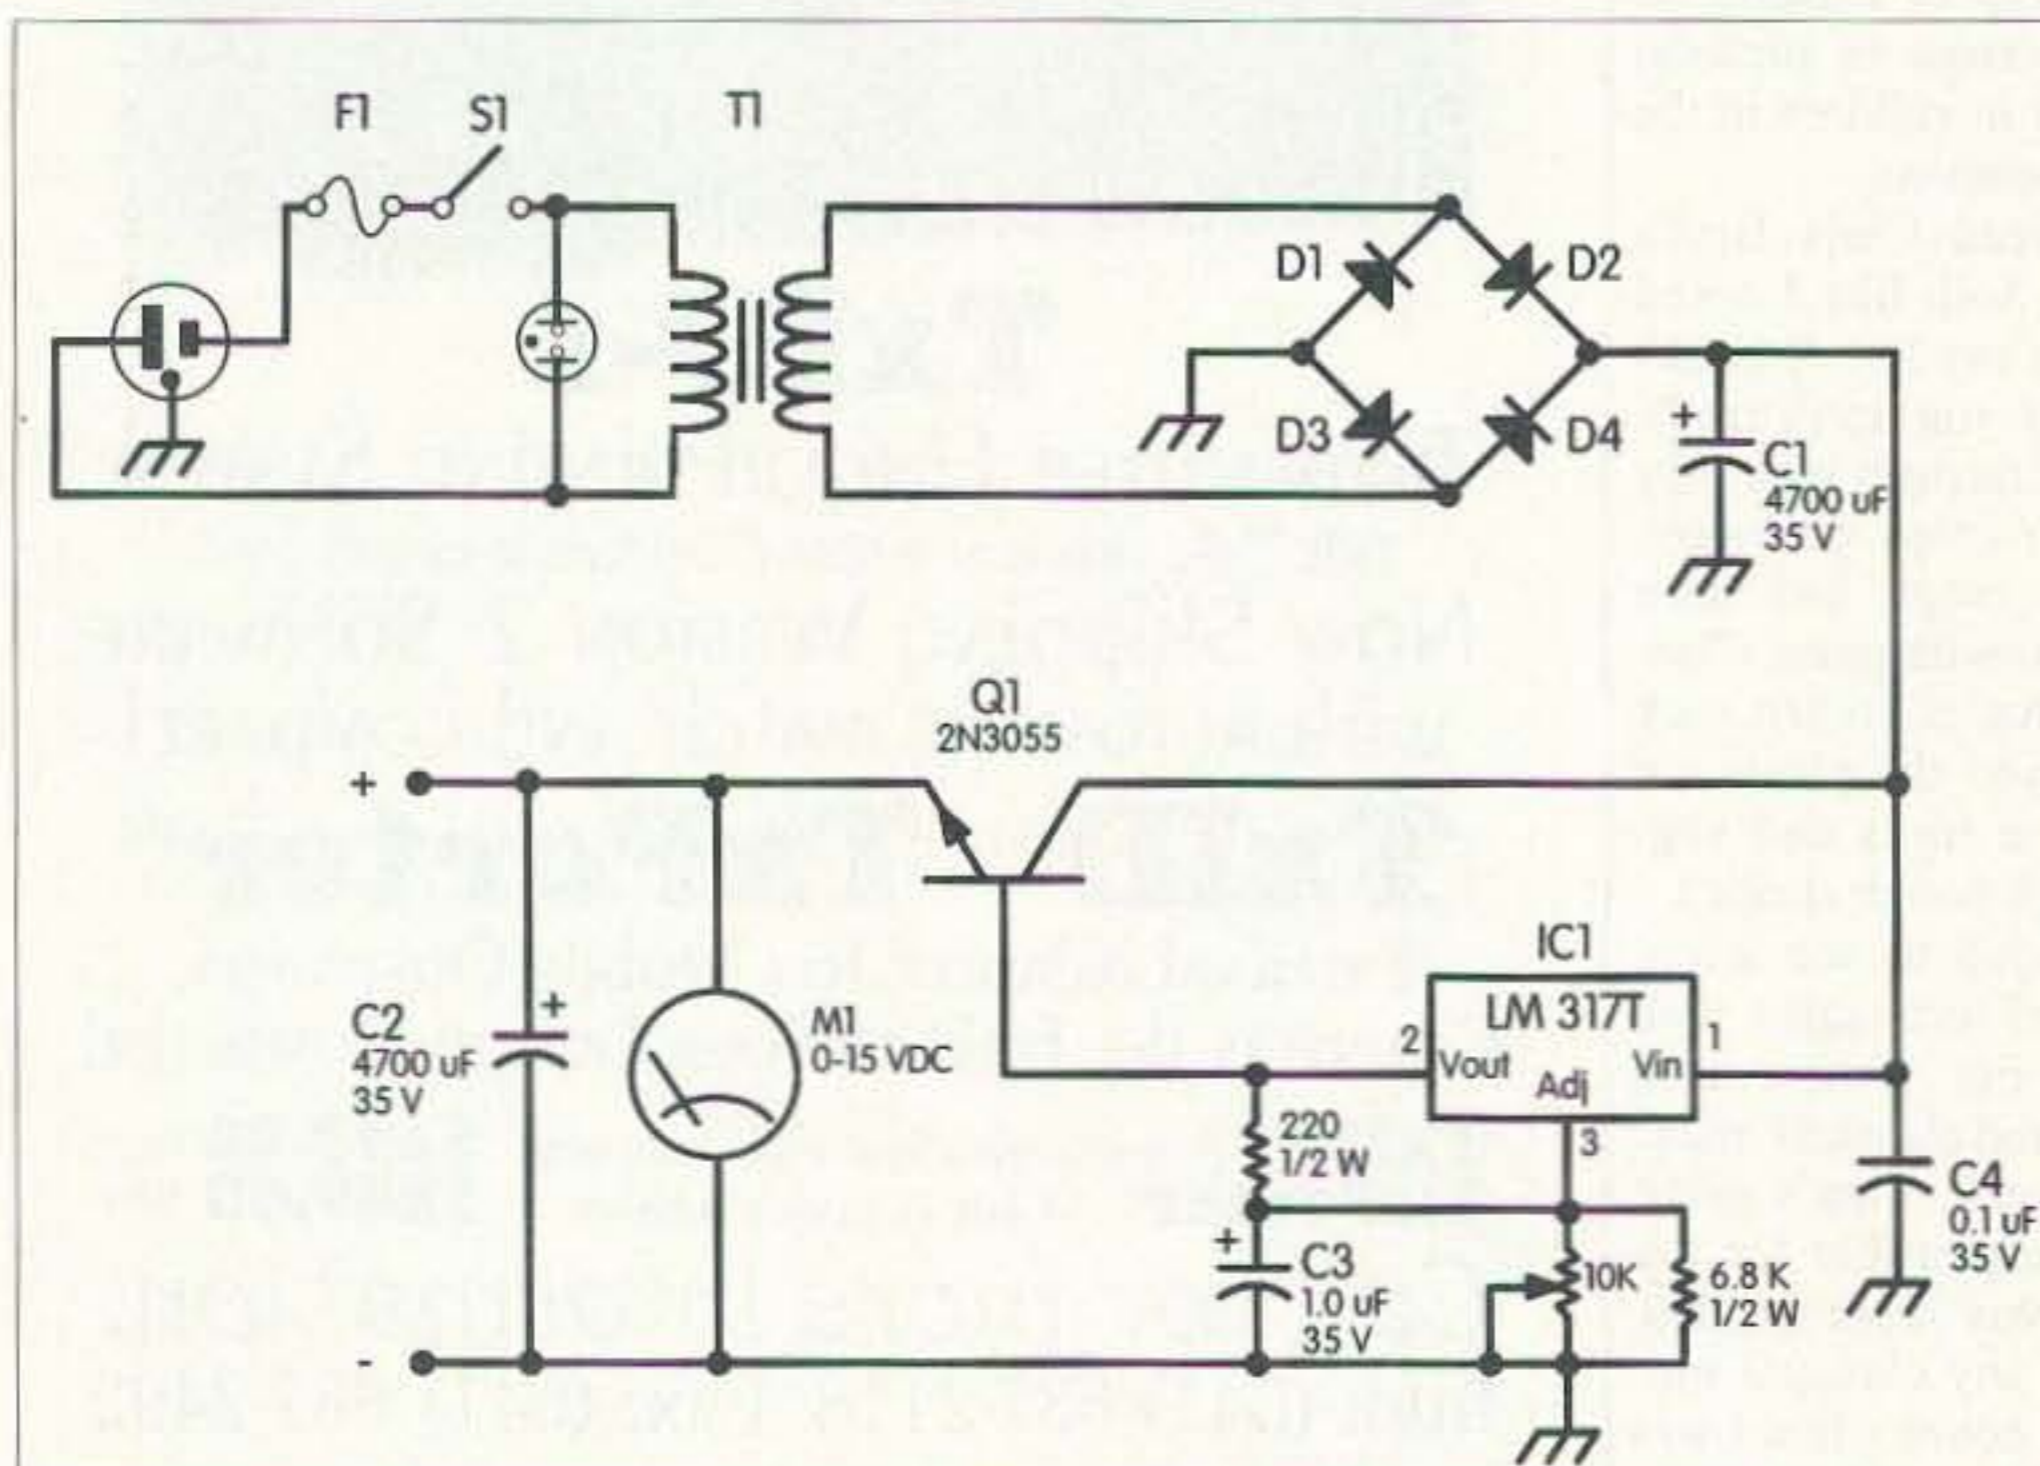 F1
S1
T1
D1
D2
D3
D4
+
C1
4700 uF
35 V
Q1
2N3055
+
IC1
LM 317T
2
Vout
Adj
Vin
1
3
C2
+
4700 uF
35 V
M1
0-15 VDC
220
1/2 W
+
C3
1.0 uF
35 V
10K
6.8 K
1/2 W
C4
0.1 uF
35 V
-